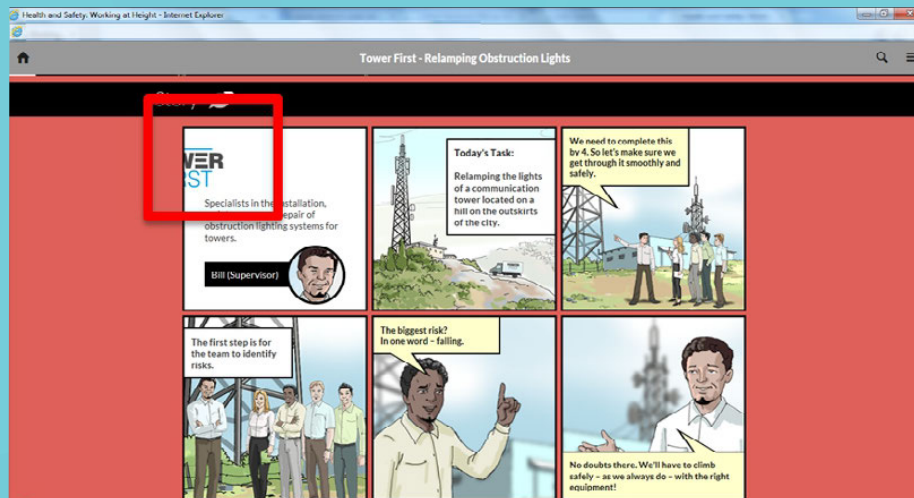 Health and Safety: Working at Height - Internet Explorer
Tower First - Relamping Obstruction Lights
Story
WER
RST
Specialists in the installation,
epair of
obstruction lighting systems for
towers.
Bill (Supervisor)
Today's Task:
Relamping the lights
of a communication
tower located on a
hill on the outskirts
of the city.
We need to complete this
by 4. So let's make sure we
get through it smoothly and
safely.
The first step is for
the team to identify
risks.
The biggest risk?
In one word – falling.
No doubts there. We'll have to climb
safely – as we always do – with the right
equipment!